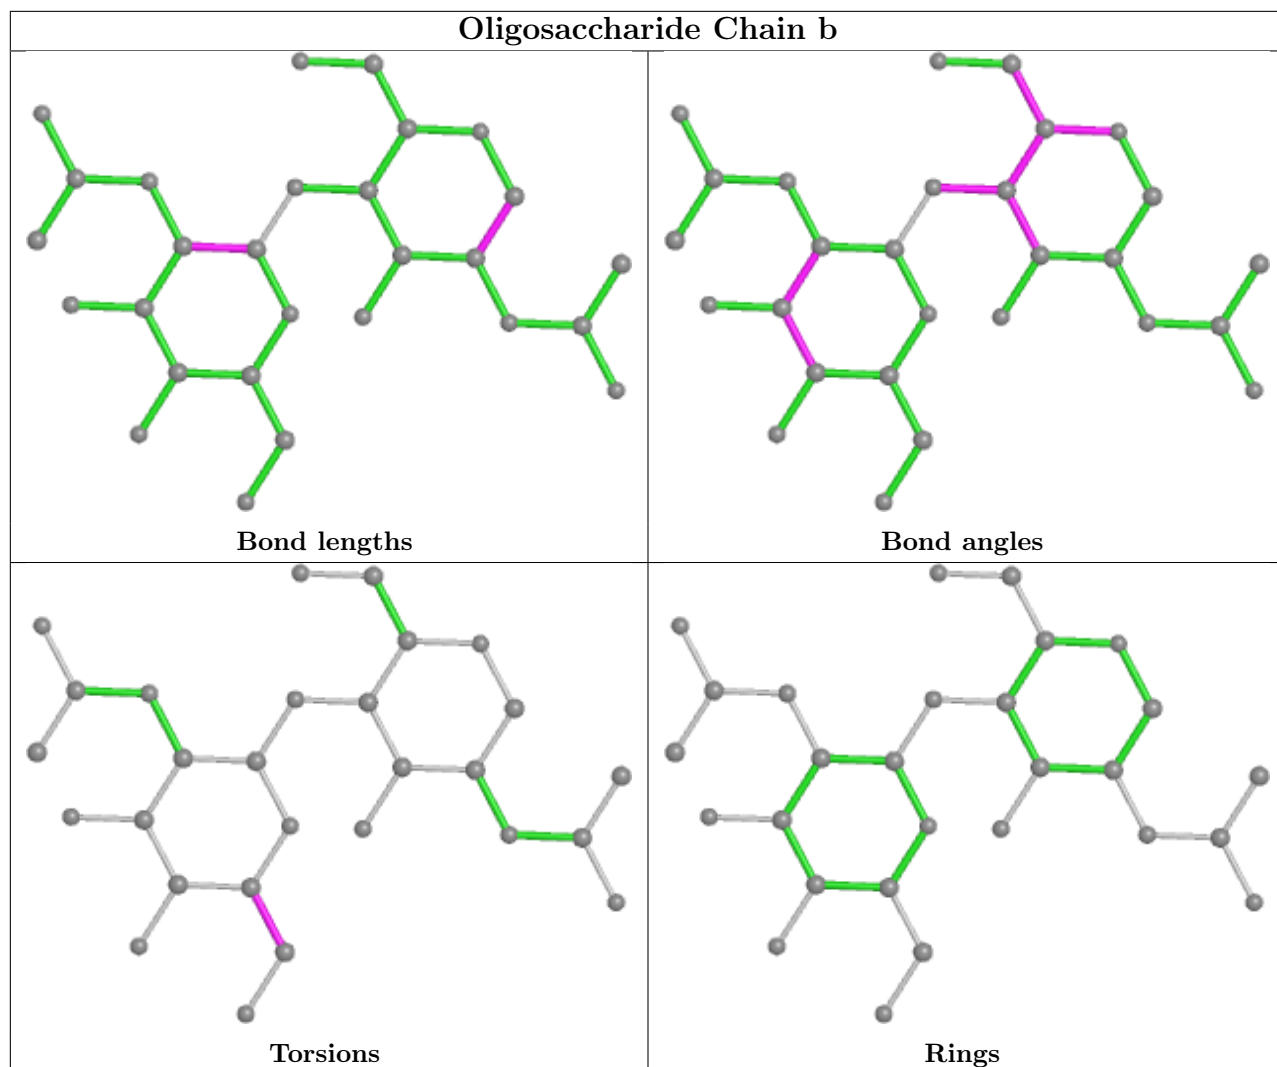 Oligosaccharide Chain b
Bond lengths
Bond angles
Torsions
Rings